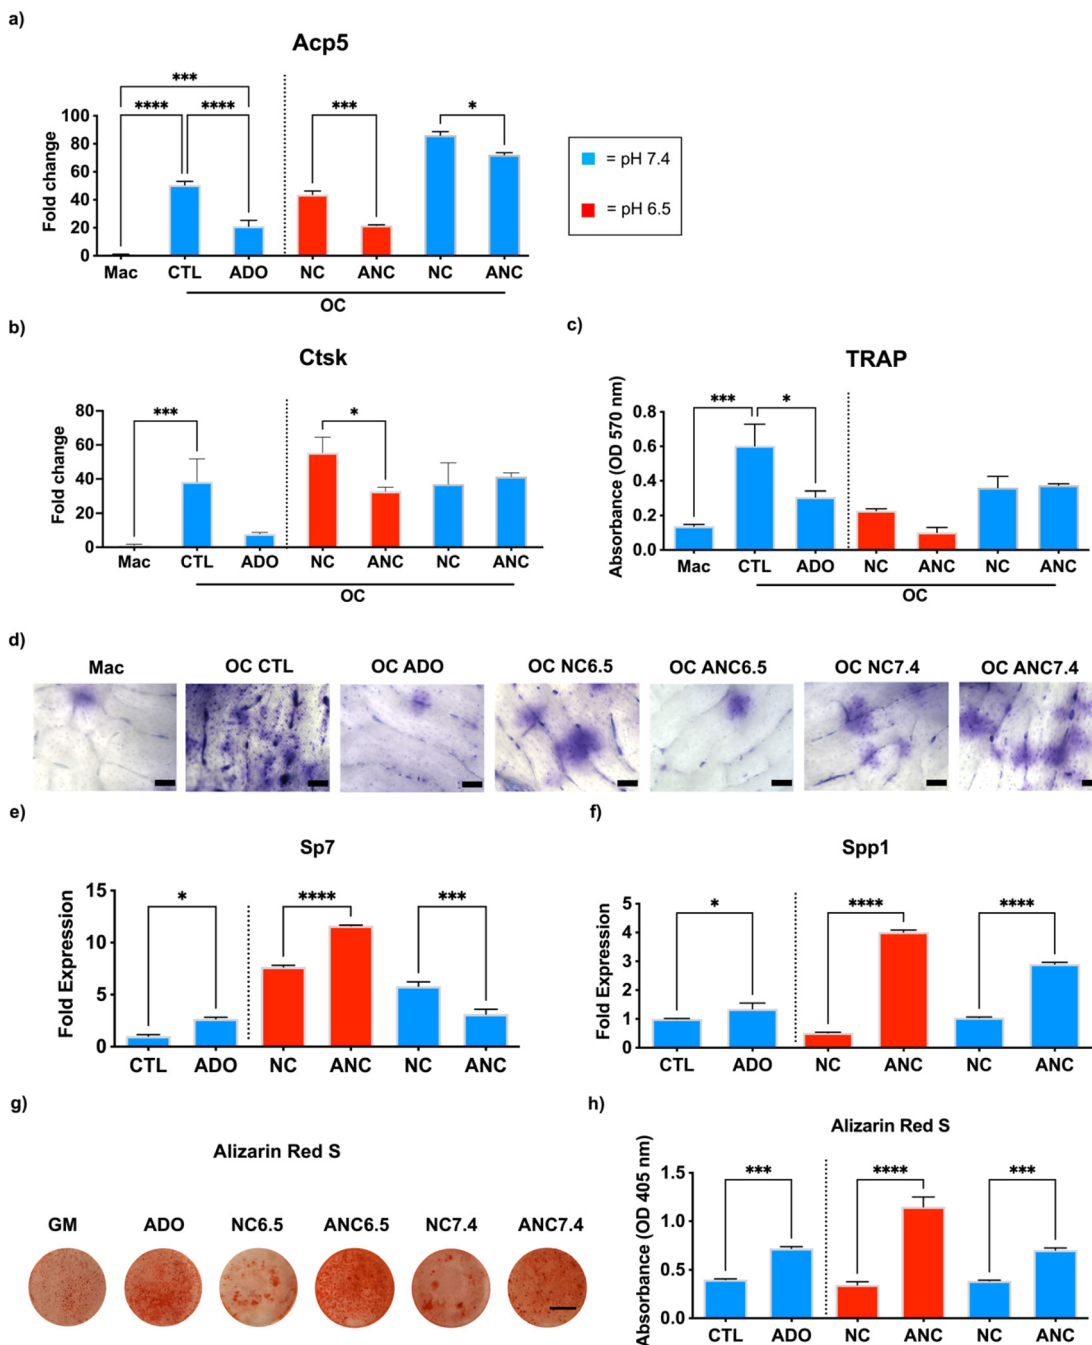 a)
Acp5
***
**** ****
***
*
Fold change
100
80
60
40
20
0
Mac CTL ADO NC ANC NC ANC
OC
= pH 7.4
= pH 6.5
b)
Ctsk
***
*
Fold change
80
60
40
20
0
Mac CTL ADO NC ANC NC ANC
OC
c)
TRAP
*** *
Absorbance (OD 570 nm)
0.8
0.6
0.4
0.2
0.0
Mac CTL ADO NC ANC NC ANC
OC
d)
Mac OC CTL OC ADO OC NC6.5 OC ANC6.5 OC NC7.4 OC ANC7.4
e)
Sp7
* **** ***
Fold Expression
15
10
5
0
CTL ADO NC ANC NC ANC
f)
Spp1
* **** ****
Fold Expression
5
4
3
2
1
0
CTL ADO NC ANC NC ANC
g)
Alizarin Red S
GM ADO NC6.5 ANC6.5 NC7.4 ANC7.4
h)
Alizarin Red S
*** **** ***
Absorbance (OD 405 nm)
1.5
1.0
0.5
0.0
CTL ADO NC ANC NC ANC